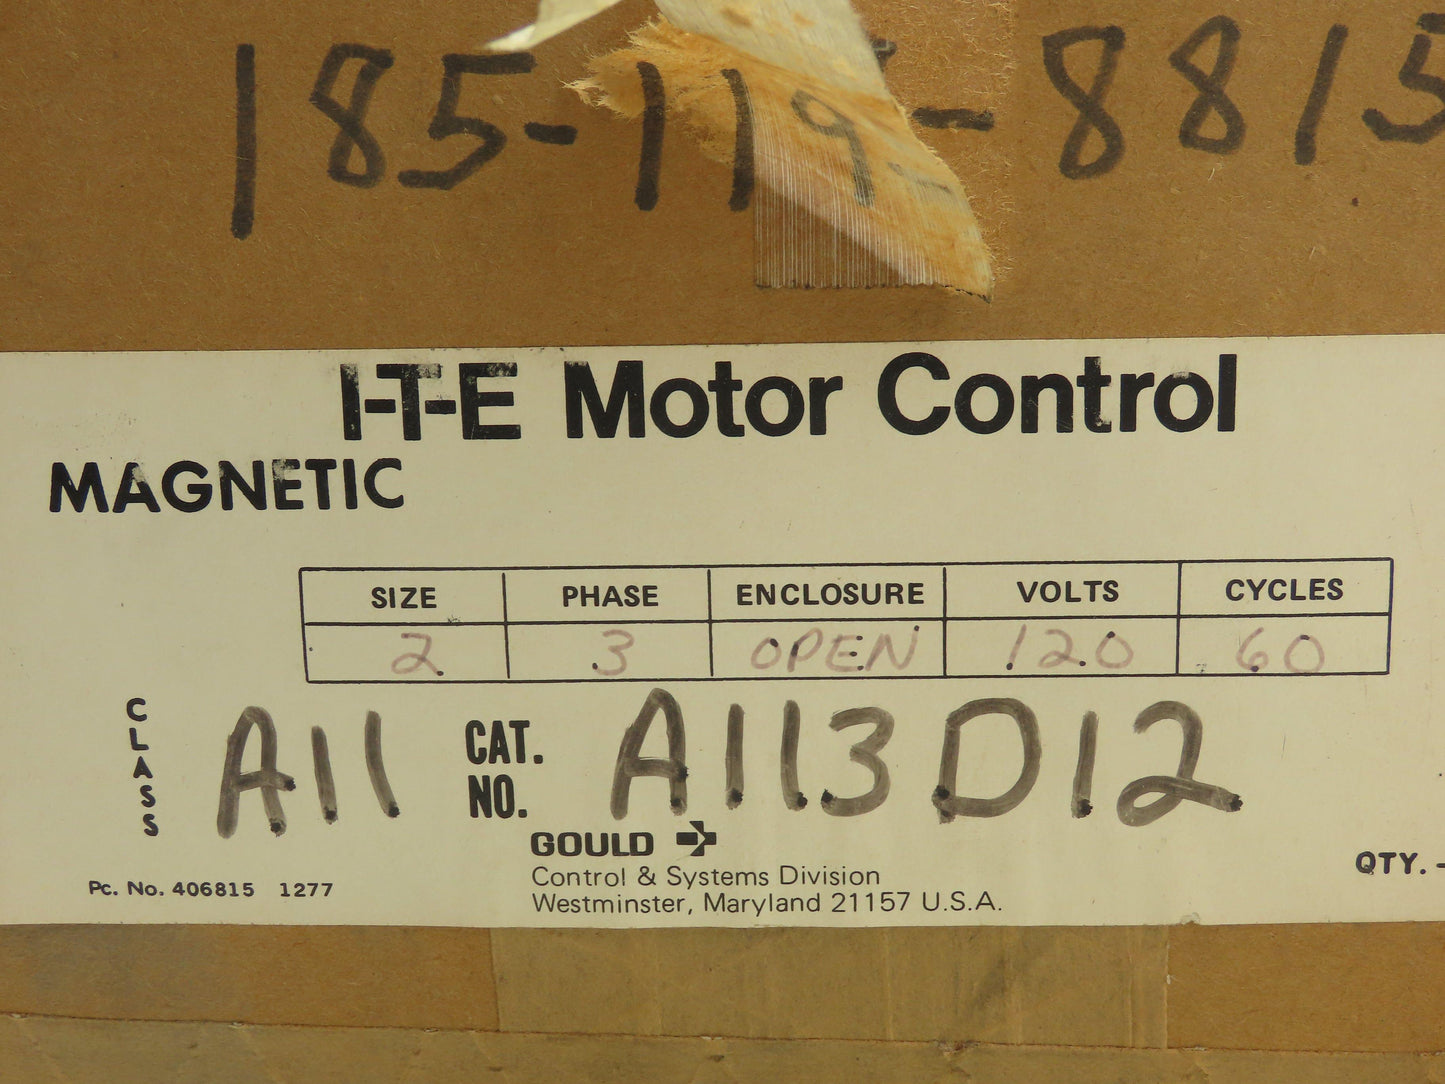 185-119-8815
I-T-E Motor Control
MAGNETIC
SIZE PHASE ENCLOSURE VOLTS CYCLES
2 3 OPEN 120 60
CLASS A11 CAT. NO. A113D12
GOULD
Control & Systems Division
Westminster, Maryland 21157 U.S.A.
Pc. No. 406815 1277
QTY.